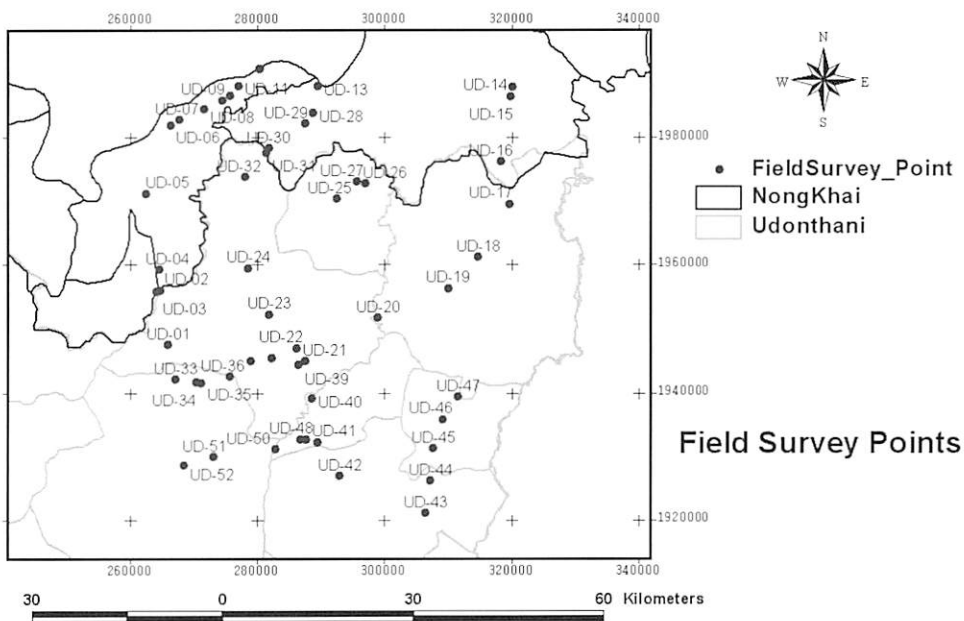 260000 280000 300000 320000 340000
UD-09 UD-11 UD-13 UD-14
UD-07 UD-08 UD-29 UD-28 UD-15
UD-06 UD-30 UD-16 1980000
UD-32 UD-31 UD-27 UD-26
UD-05 UD-25 UD-17
UD-04 UD-24 UD-18 1960000
UD-02 UD-19
UD-03 UD-23 UD-20
UD-01 UD-22 UD-21
UD-33 UD-36 UD-39 UD-47 1940000
UD-34 UD-35 UD-40 UD-46
UD-51 UD-50 UD-48 UD-41 UD-45
UD-52 UD-42 UD-44
UD-43 1920000
260000 280000 300000 320000 340000
30 0 30 60 Kilometers
N
W E
S
FieldSurvey_Point
NongKhai
Udonthani
Field Survey Points